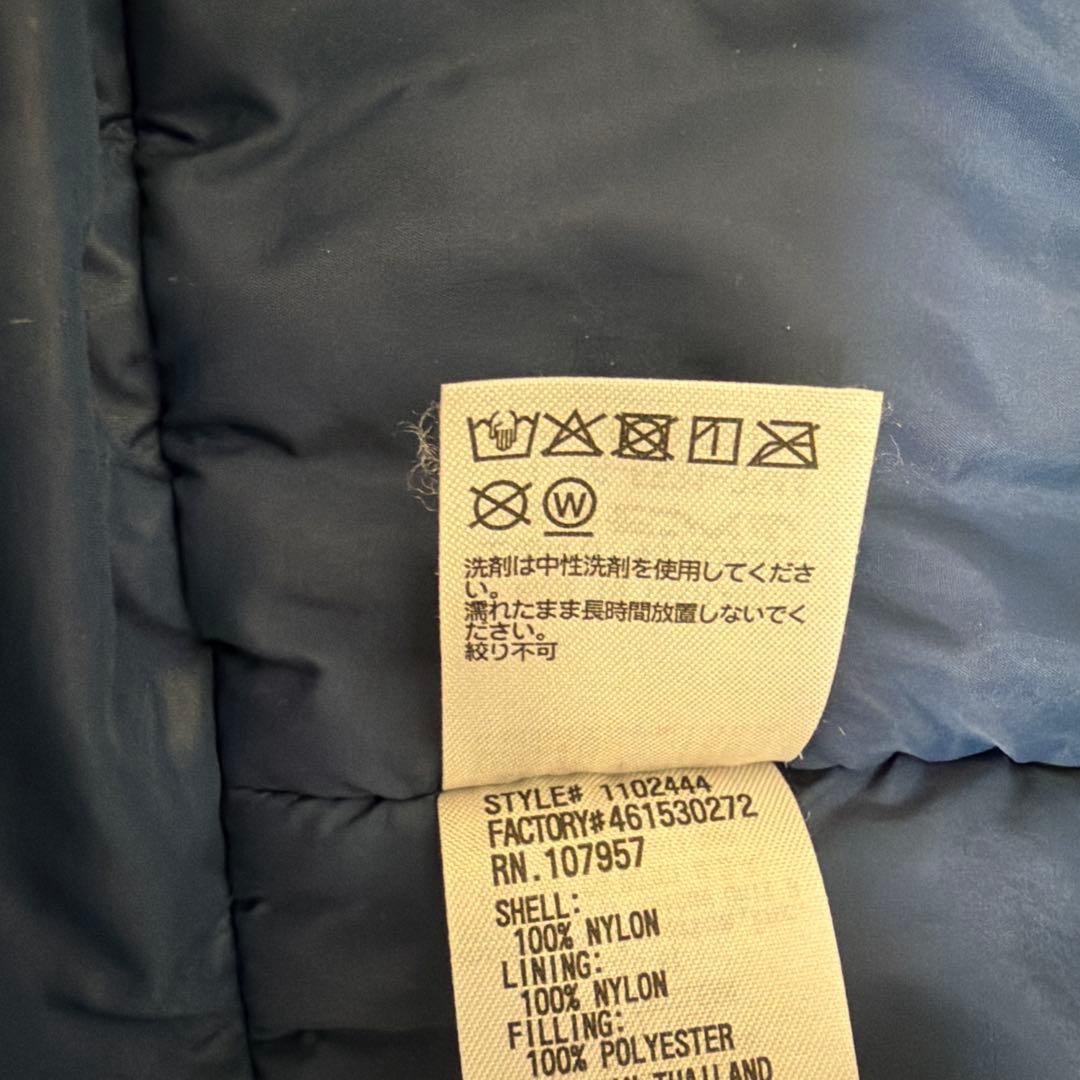 W
洗剤は中性洗剤を使用してくださ
い。
濡れたまま長時間放置しないでく
ださい。
絞り不可
STYLE# 1102444
FACTORY#461530272
RN.107957
SHELL:
100% NYLON
LINING:
100% NYLON
FILLING:
100% POLYESTER
THAILAND